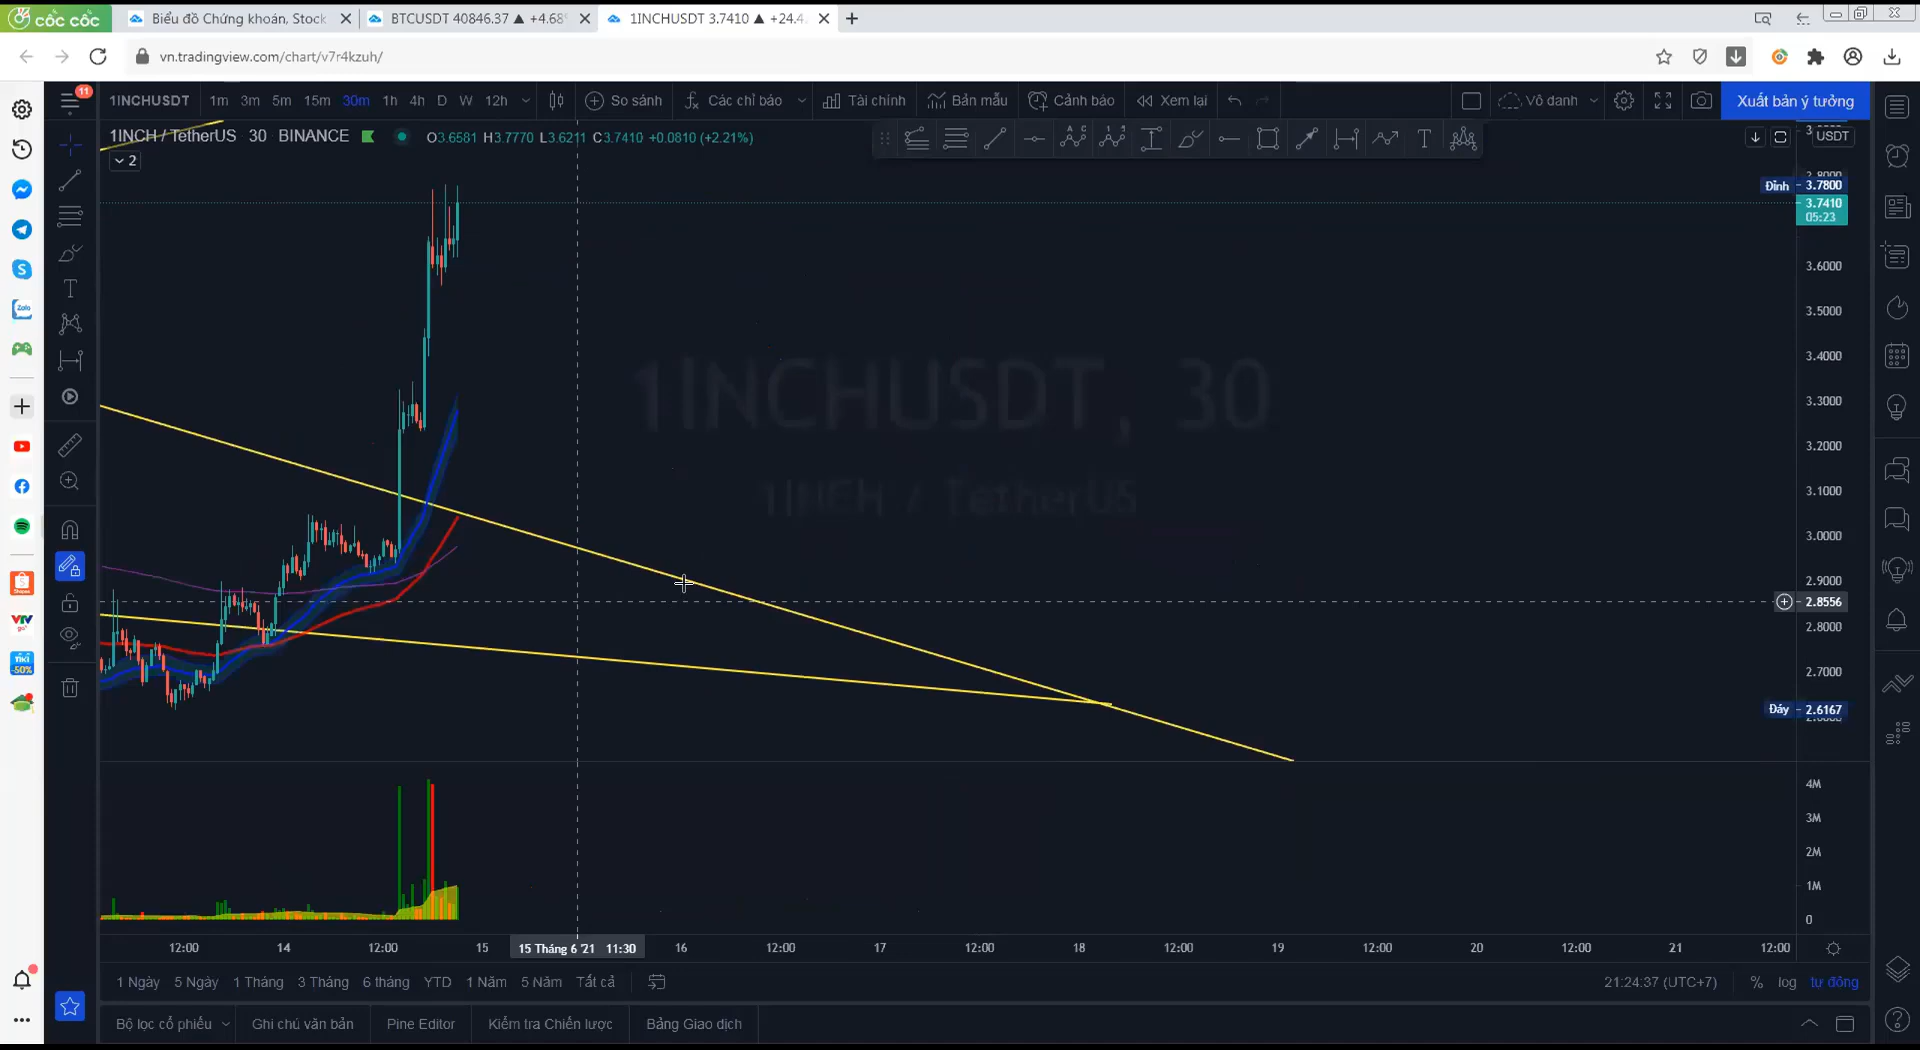 cốc cốc
Biểu đồ Chứng khoán, Stock
BTCUSDT 40846.37 ▲ +4.68%
1INCHUSDT 3.7410 ▲ +24.4
vn.tradingview.com/chart/v7r4kzuh/
11
1INCHUSDT 1m 3m 5m 15m 30m 1h 4h D W 12h So sánh Các chỉ báo Tài chính Bản mẫu Cảnh báo Xem lại Vô danh Xuất bản ý tưởng
1INCH / TetherUS 30 BINANCE O3.6581 H3.7770 L3.6211 C3.7410 +0.0810 (+2.21%)
USDT
2
Đỉnh 3.7800
3.7410
05:23
3.6000
3.5000
3.4000
3.3000
3.2000
3.1000
3.0000
2.9000
2.8556
2.8000
2.7000
Đáy 2.6167
1INCHUSDT, 30
1INCH / TetherUS
4M
3M
2M
1M
0
12:00 14 12:00 15 15 Tháng 6 '21 11:30 16 12:00 17 12:00 18 12:00 19 12:00 20 12:00 21 12:00
1 Ngày 5 Ngày 1 Tháng 3 Tháng 6 tháng YTD 1 Năm 5 Năm Tất cả 21:24:37 (UTC+7) % log tự động
Bộ lọc cổ phiếu Ghi chú văn bản Pine Editor Kiểm tra Chiến lược Bảng Giao dịch
Zalo
Shopee
VTV
go
TIKI
-50%